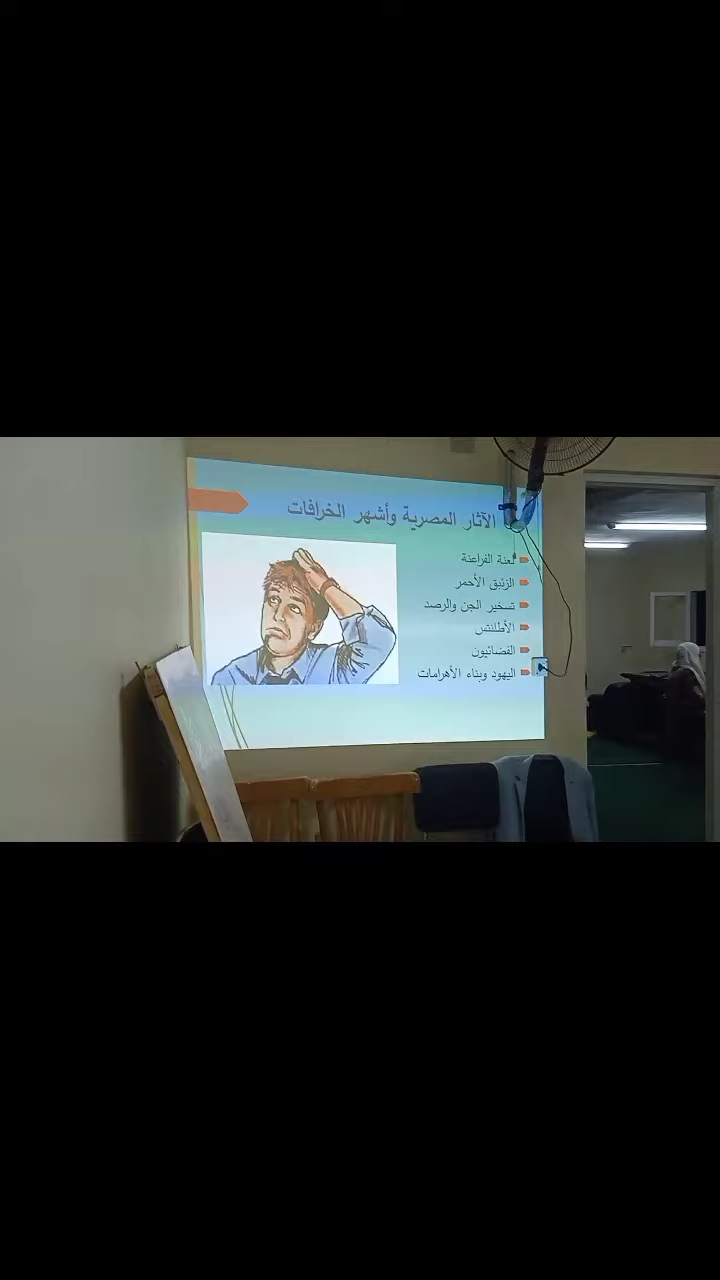 الآثار المصرية وأشهر الخرافات
لعنة الفراعنة
الزئبق الأحمر
تسخير الجن والرصد
الأطلنتس
الفضائيون
اليهود وبناء الأهرامات